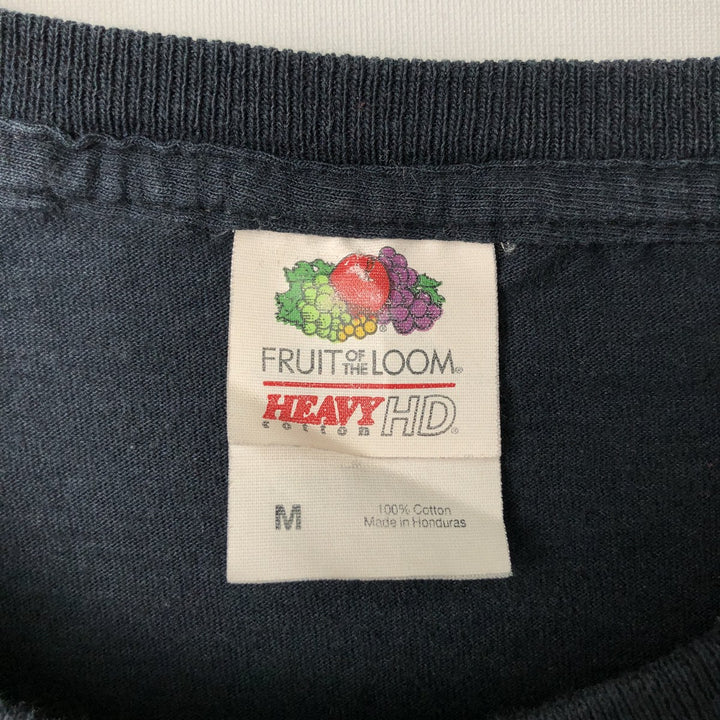 ®
FRUIT OF THE LOOM®
HEAVY cotton HD®
M
100% Cotton
Made in Honduras